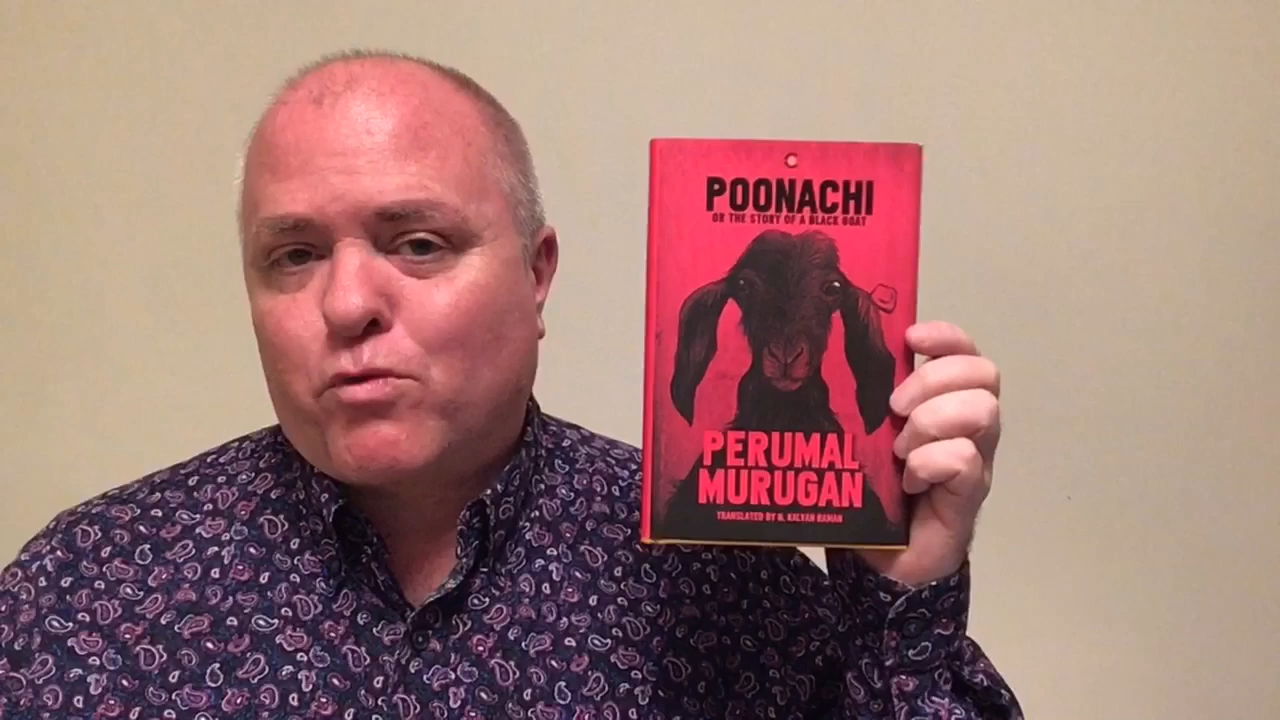 POONACHI
OR THE STORY OF A BLACK GOAT
PERUMAL
MURUGAN
TRANSLATED BY N. KALYAN RAMAN